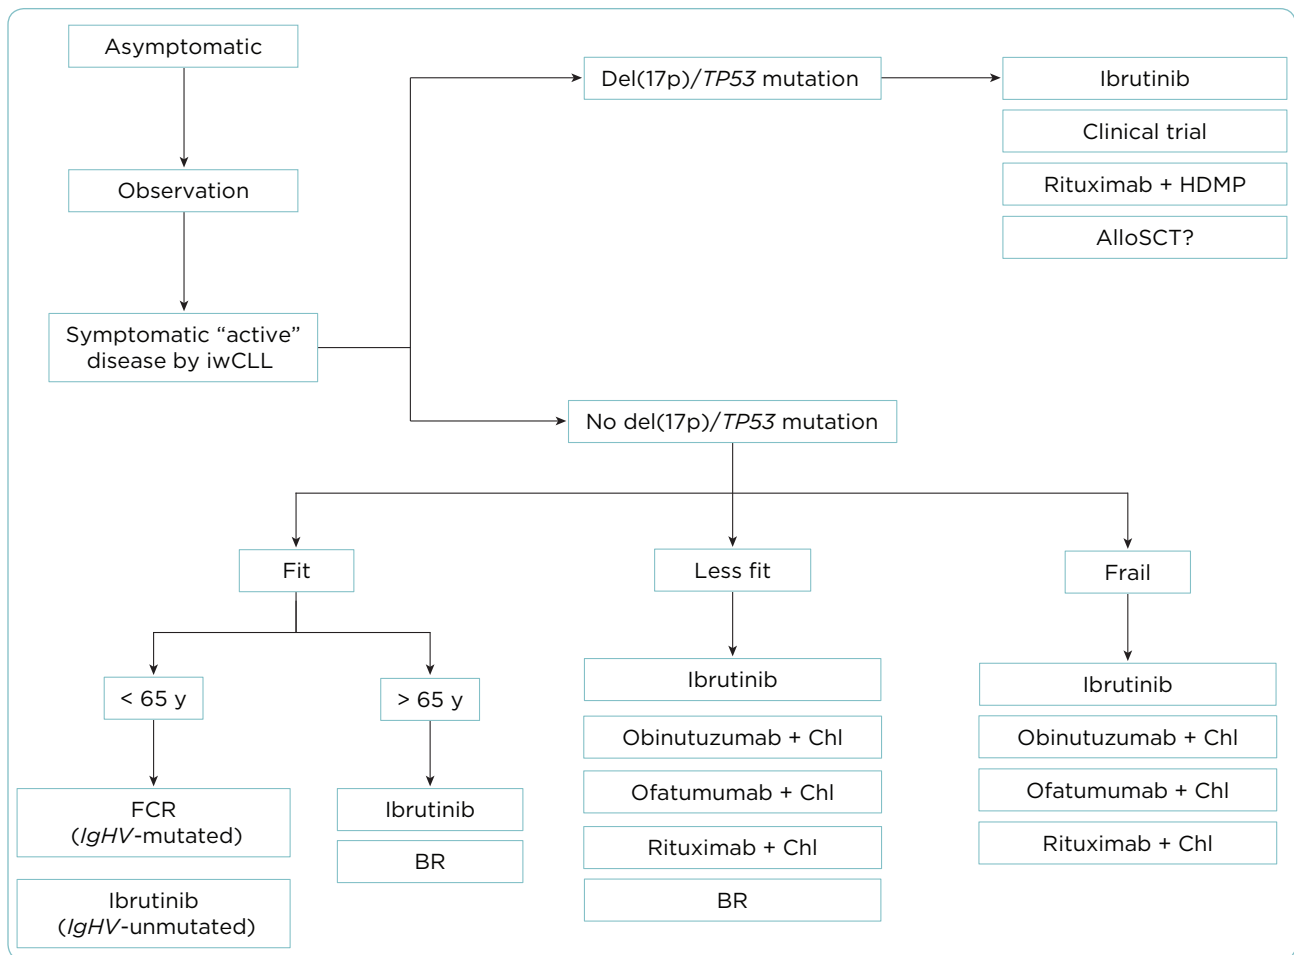 Asymptomatic
Observation
Symptomatic “active”
disease by iwCLL
Del(17p)/TP53 mutation
Ibrutinib
Clinical trial
Rituximab + HDMP
AlloSCT?
No del(17p)/TP53 mutation
Fit
< 65 y
FCR
(IgHV-mutated)
Ibrutinib
(IgHV-unmutated)
> 65 y
Ibrutinib
BR
Less fit
Ibrutinib
Obinutuzumab + Chl
Ofatumumab + Chl
Rituximab + Chl
BR
Frail
Ibrutinib
Obinutuzumab + Chl
Ofatumumab + Chl
Rituximab + Chl